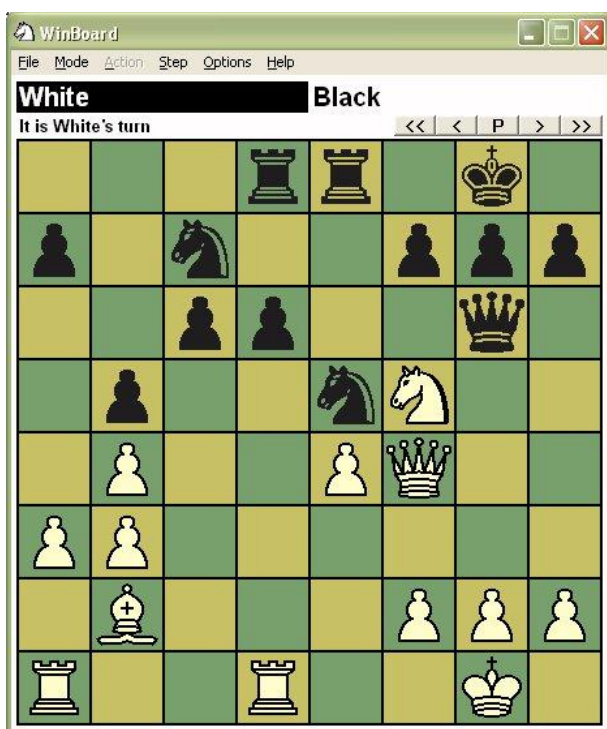 WinBoard
File Mode Action Step Options Help
White Black
It is White's turn << < P > >>